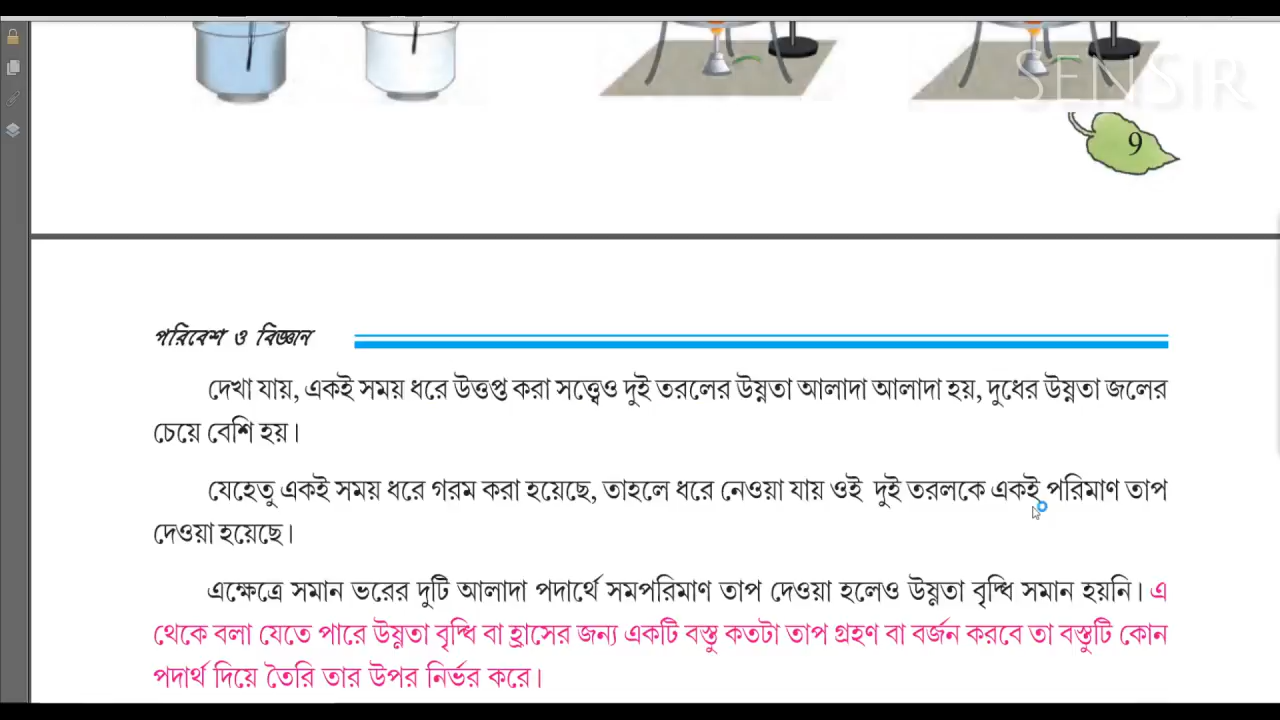 SENSIR
9
পরিবেশ ও বিজ্ঞান
দেখা যায়, একই সময় ধরে উত্তপ্ত করা সত্ত্বেও দুই তরলের উষ্ণতা আলাদা আলাদা হয়, দুধের উষ্ণতা জলের
চেয়ে বেশি হয়।
যেহেতু একই সময় ধরে গরম করা হয়েছে, তাহলে ধরে নেওয়া যায় ওই দুই তরলকে একই পরিমাণ তাপ
দেওয়া হয়েছে।
এক্ষেত্রে সমান ভরের দুটি আলাদা পদার্থে সমপরিমাণ তাপ দেওয়া হলেও উষ্ণতা বৃদ্ধি সমান হয়নি। এ
থেকে বলা যেতে পারে উষ্ণতা বৃদ্ধি বা হ্রাসের জন্য একটি বস্তু কতটা তাপ গ্রহণ বা বর্জন করবে তা বস্তুটি কোন
পদার্থ দিয়ে তৈরি তার উপর নির্ভর করে।